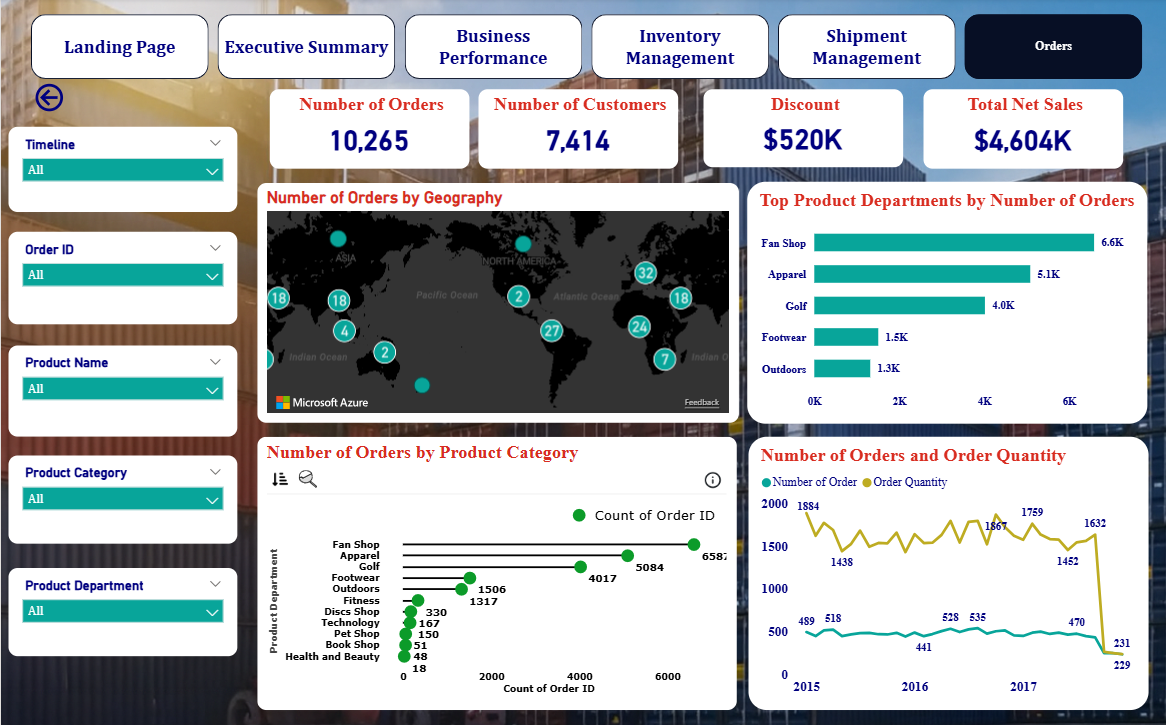 Landing Page
Executive Summary
Business
Performance
Inventory
Management
Shipment
Management
Orders
Number of Orders
10,265
Number of Customers
7,414
Discount
$520K
Total Net Sales
$4,604K
Timeline
All
Order ID
All
Product Name
All
Product Category
All
Product Department
All
Number of Orders by Geography
ASIA
NORTH AMERICA
Pacific Ocean
Atlantic Ocean
Indian Ocean
Indian O
18
18
4
2
2
27
32
18
24
7
Microsoft Azure
Feedback
Top Product Departments by Number of Orders
Fan Shop 6.6K
Apparel 5.1K
Golf 4.0K
Footwear 1.5K
Outdoors 1.3K
0K 2K 4K 6K
Number of Orders by Product Category
Count of Order ID
Product Department
Fan Shop
Apparel
Golf
Footwear
Outdoors
Fitness
Discs Shop
Technology
Pet Shop
Book Shop
Health and Beauty
6587
5084
4017
1506
1317
330
167
150
51
48
18
0 2000 4000 6000
Count of Order ID
Number of Orders and Order Quantity
Number of Order Order Quantity
2000
1500
1000
500
0
1884
1438
1867
1759
1452
1632
231
489
518
441
528
535
470
229
2015 2016 2017